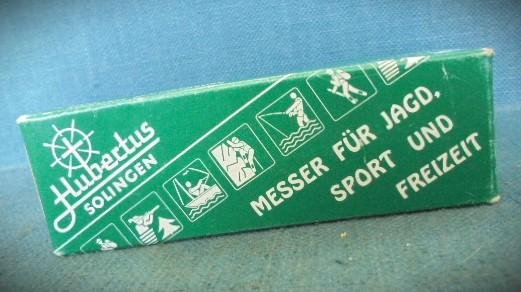 Hubertus
SOLINGEN
MESSER FÜR JAGD,
SPORT UND
FREIZEIT